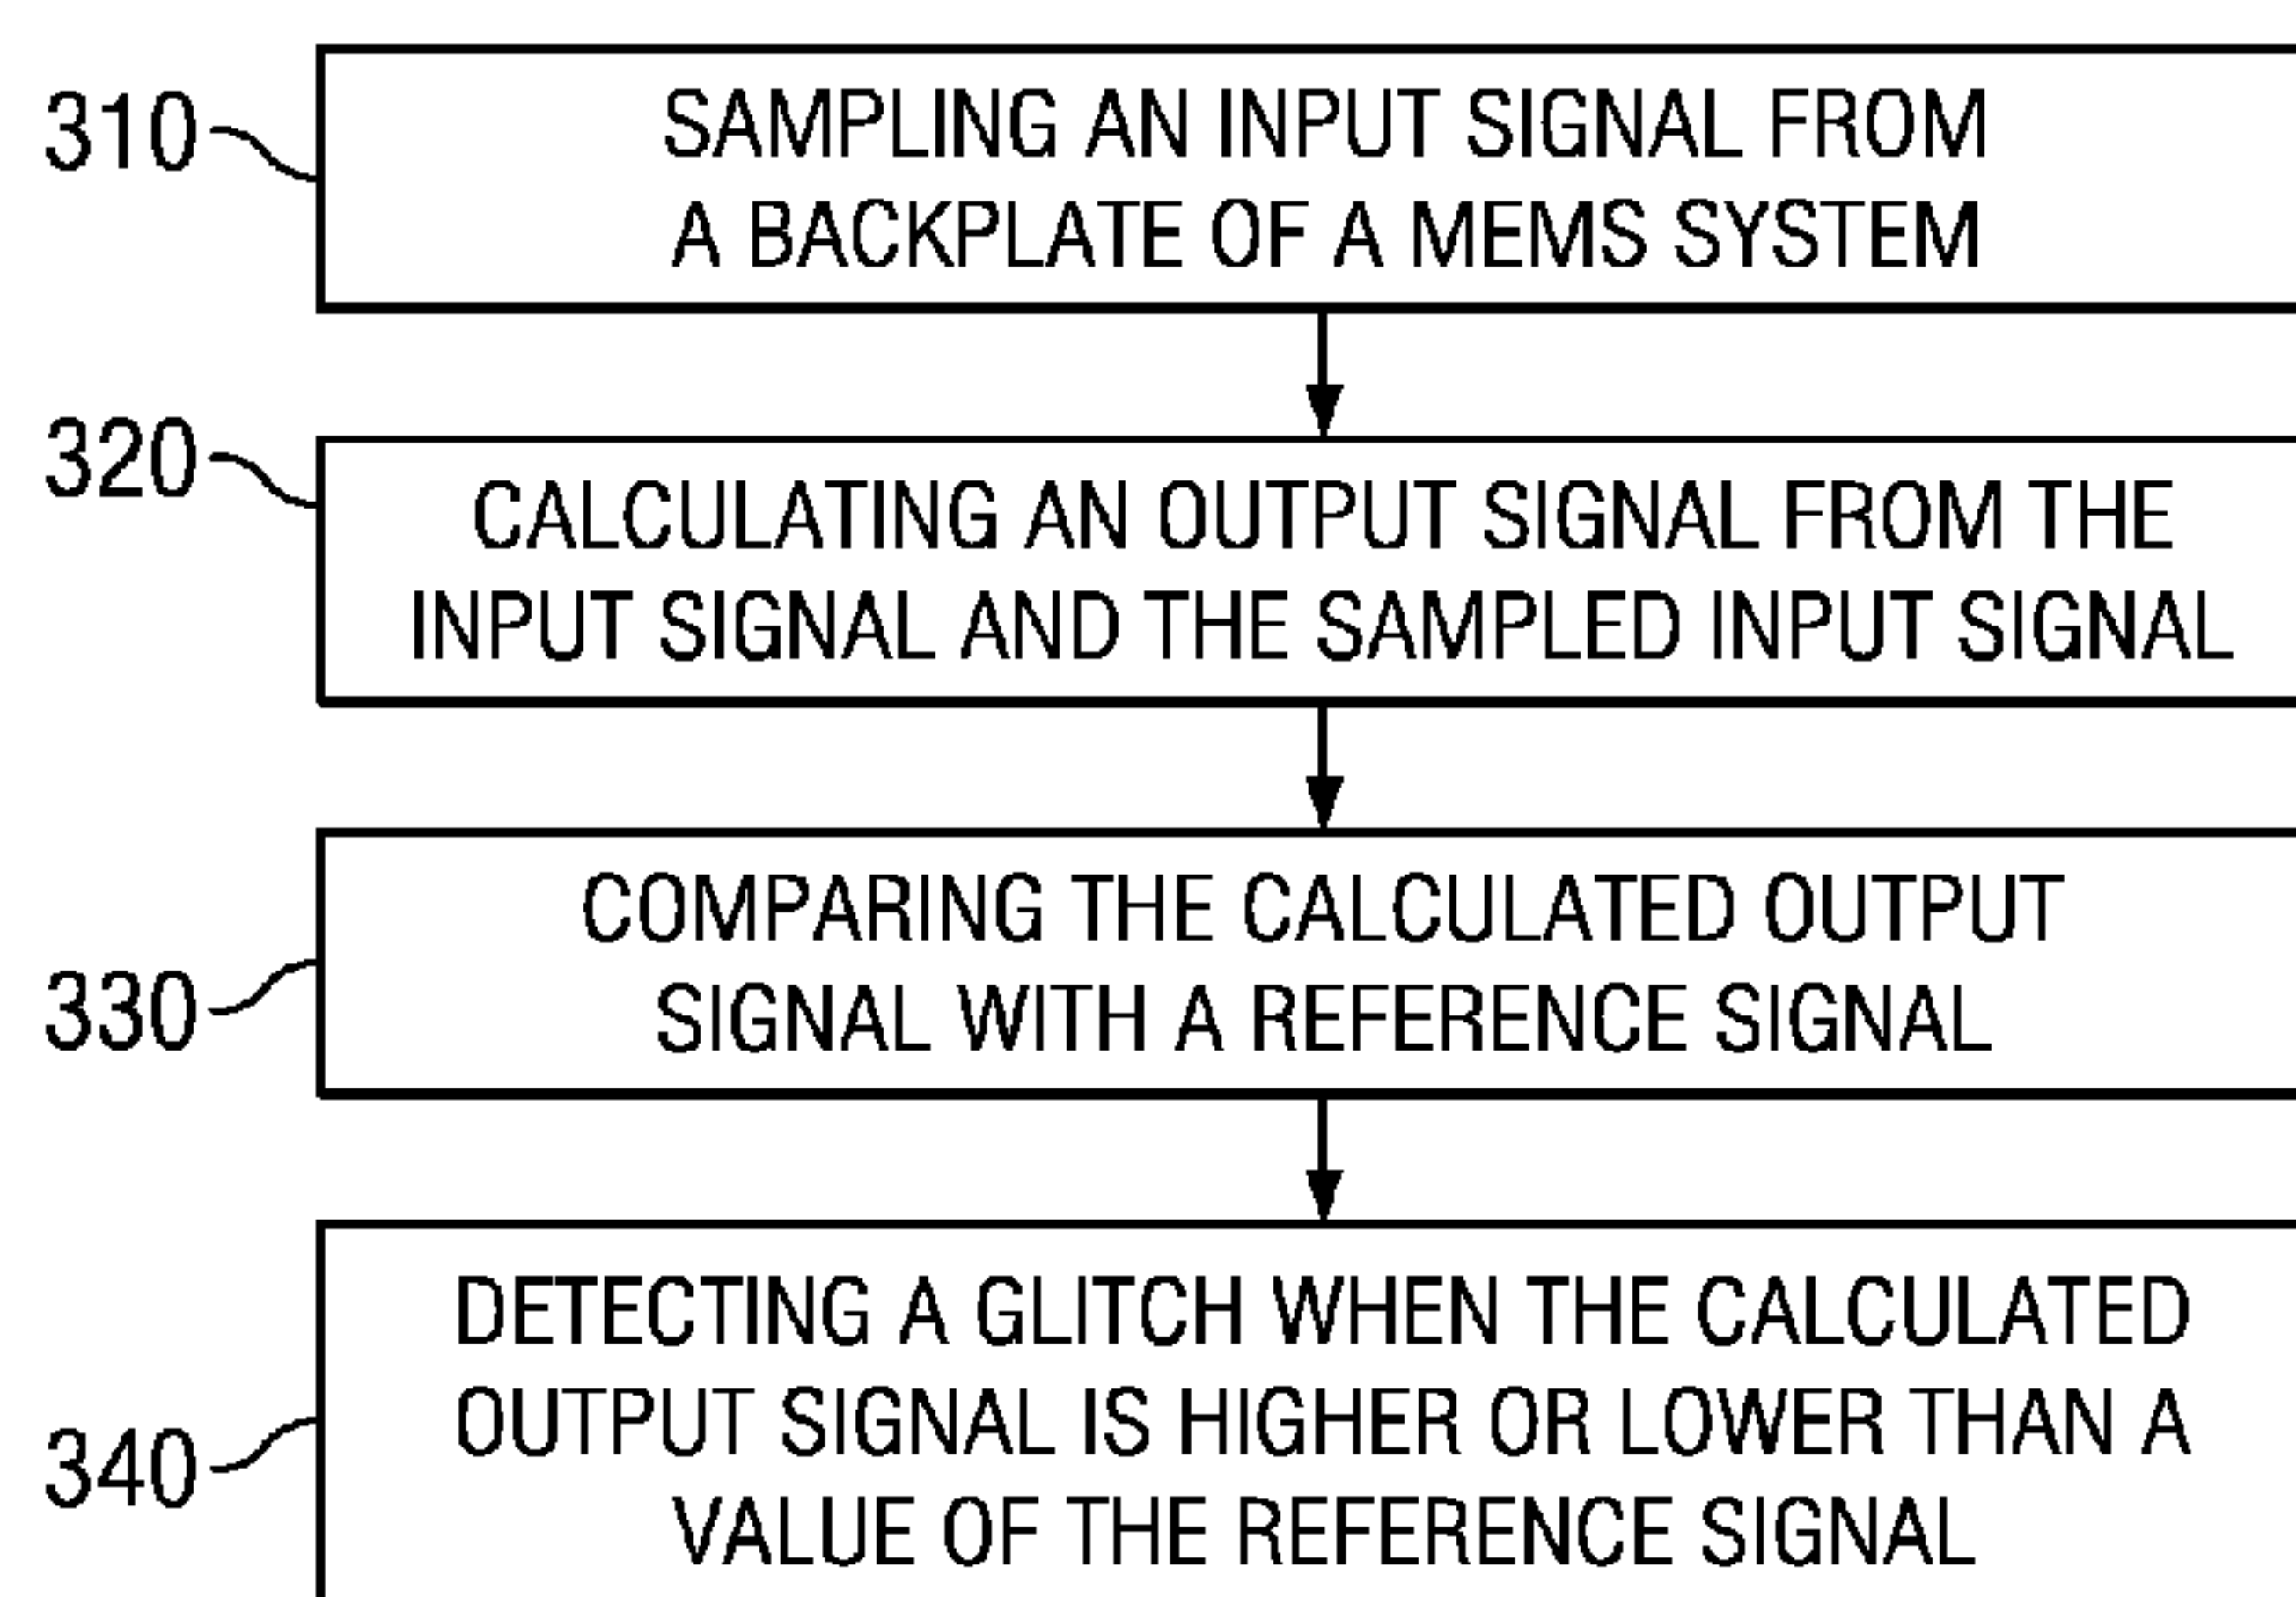 310
SAMPLING AN INPUT SIGNAL FROM
A BACKPLATE OF A MEMS SYSTEM
320
CALCULATING AN OUTPUT SIGNAL FROM THE
INPUT SIGNAL AND THE SAMPLED INPUT SIGNAL
330
COMPARING THE CALCULATED OUTPUT
SIGNAL WITH A REFERENCE SIGNAL
340
DETECTING A GLITCH WHEN THE CALCULATED
OUTPUT SIGNAL IS HIGHER OR LOWER THAN A
VALUE OF THE REFERENCE SIGNAL